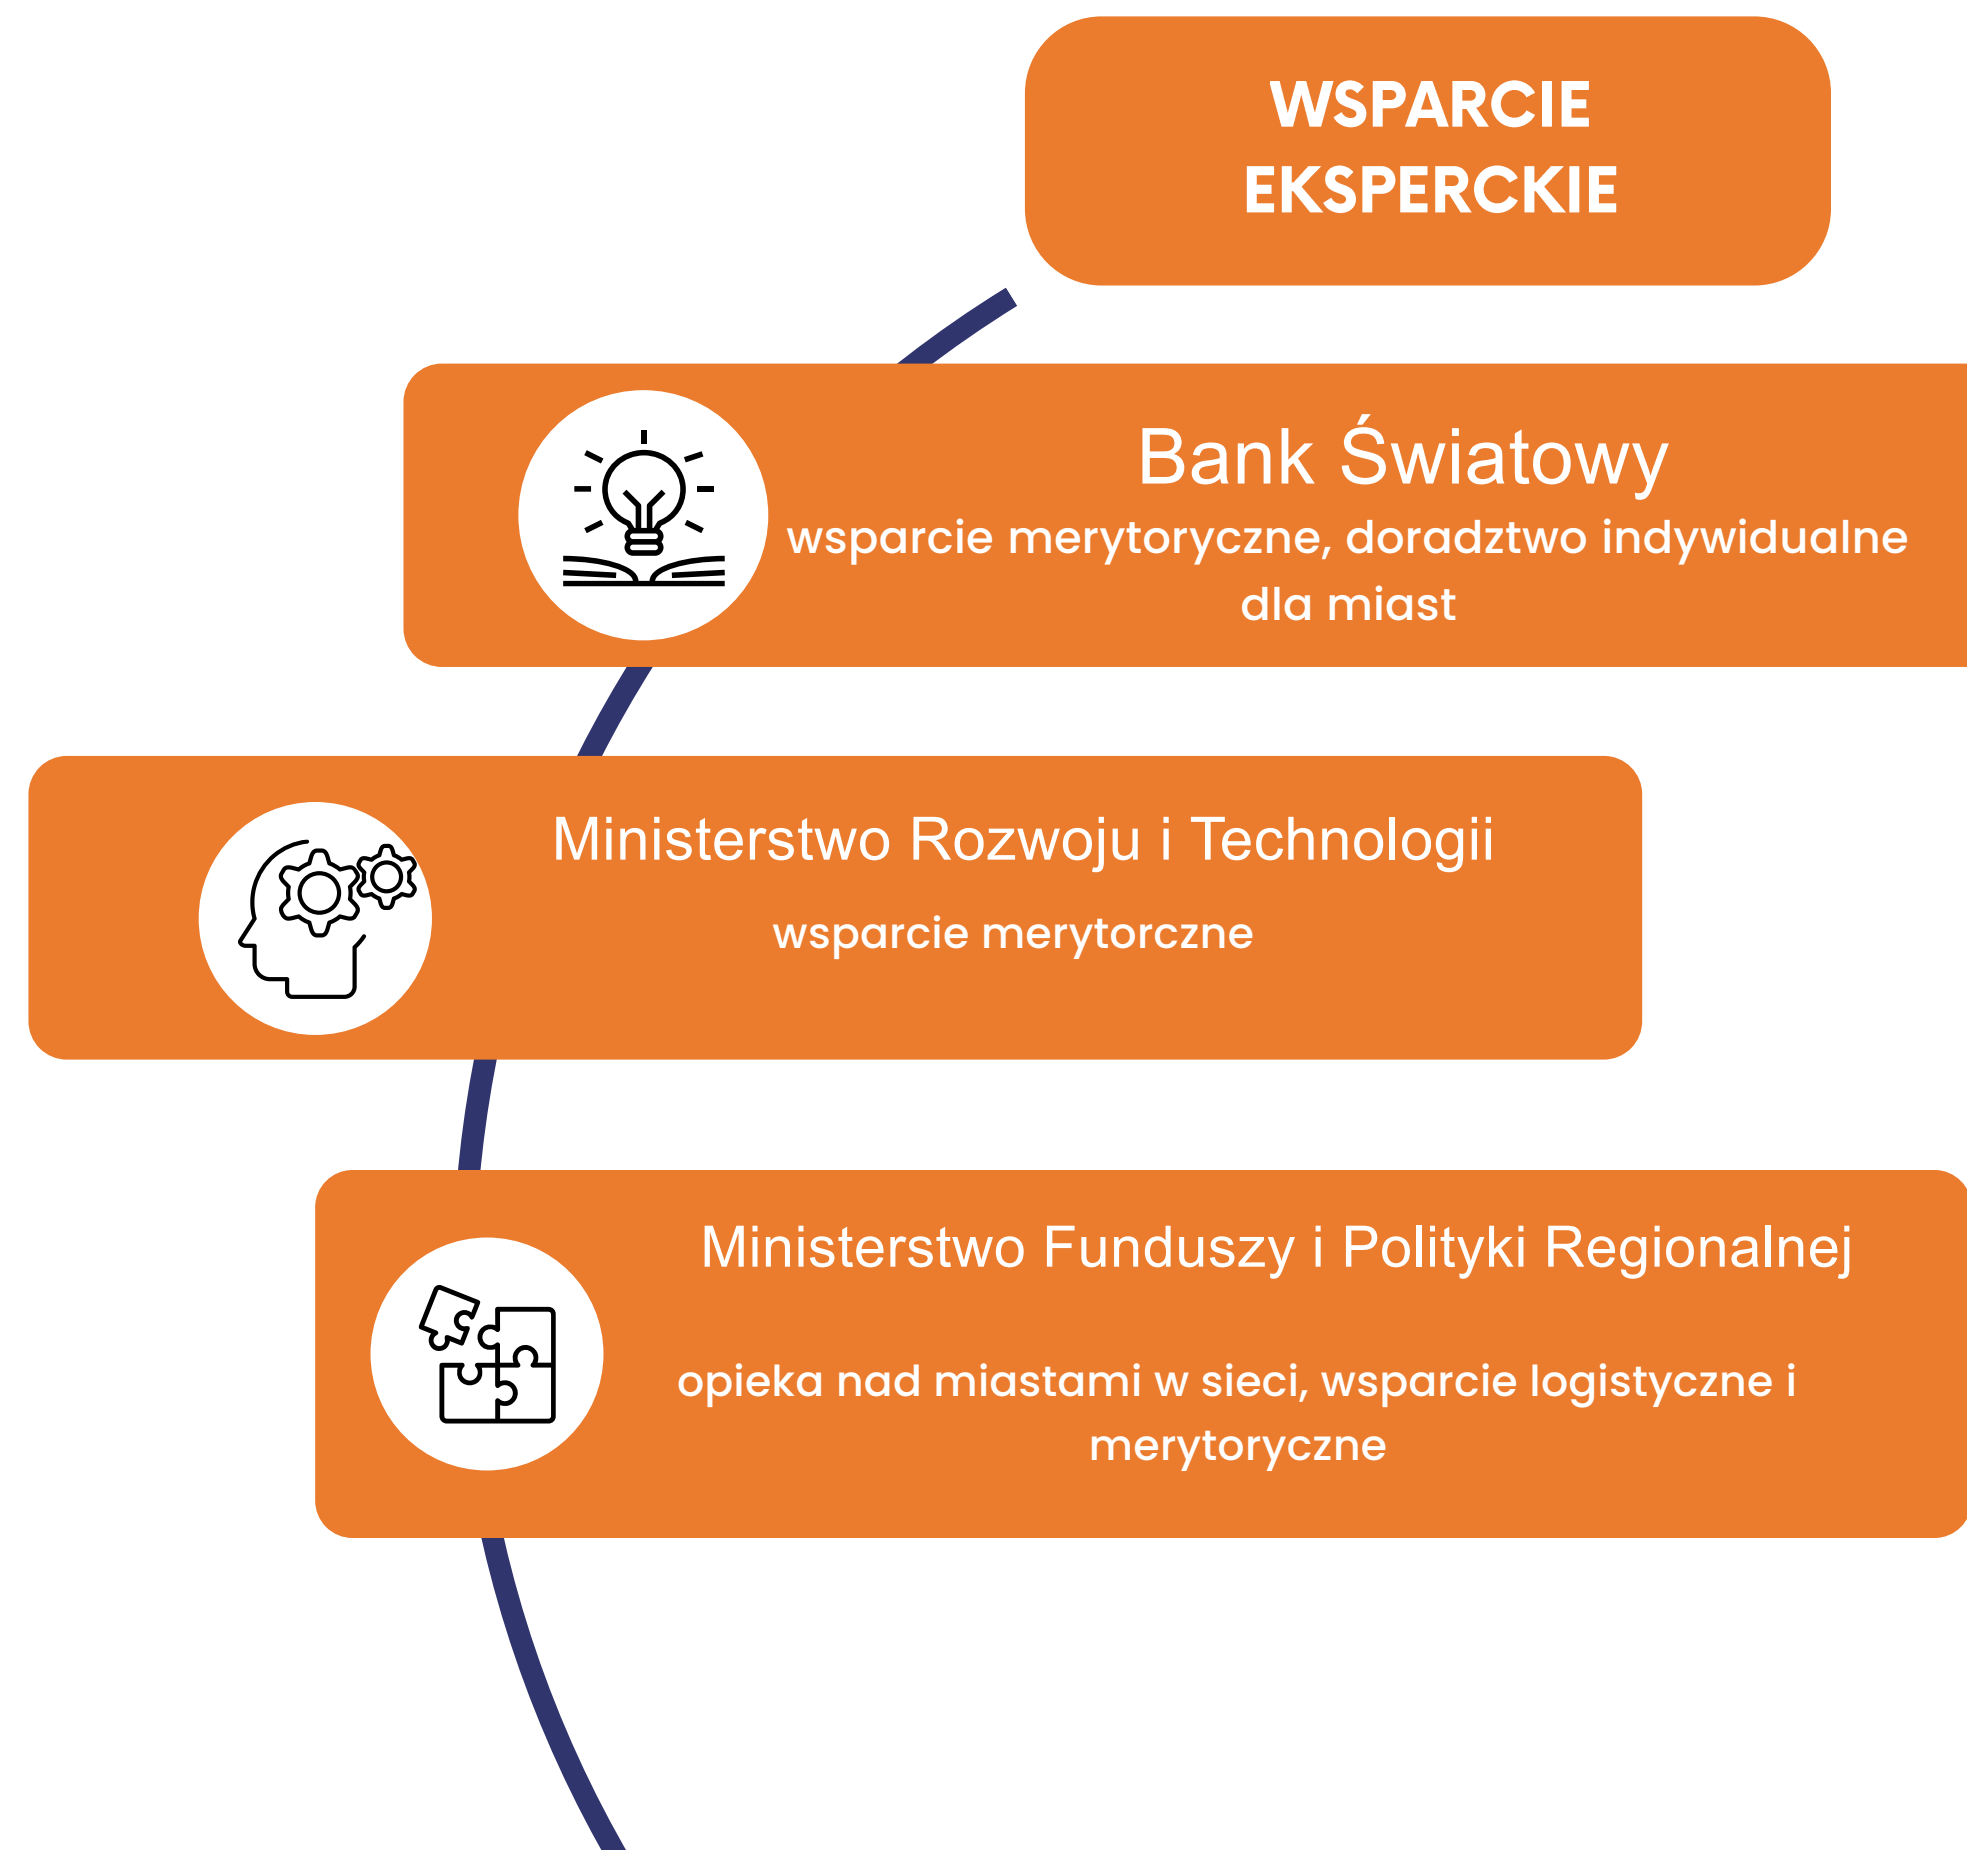 WSPARCIE
EKSPERCKIE
Bank Światowy
wsparcie merytoryczne, doradztwo indywidualne
dla miast
Ministerstwo Rozwoju i Technologii
wsparcie merytorczne
Ministerstwo Funduszy i Polityki Regionalnej
opieka nad miastami w sieci, wsparcie logistyczne i
merytoryczne